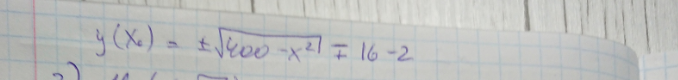 y(x₀) = ±√(400 - x²) ∓ 16 - 2